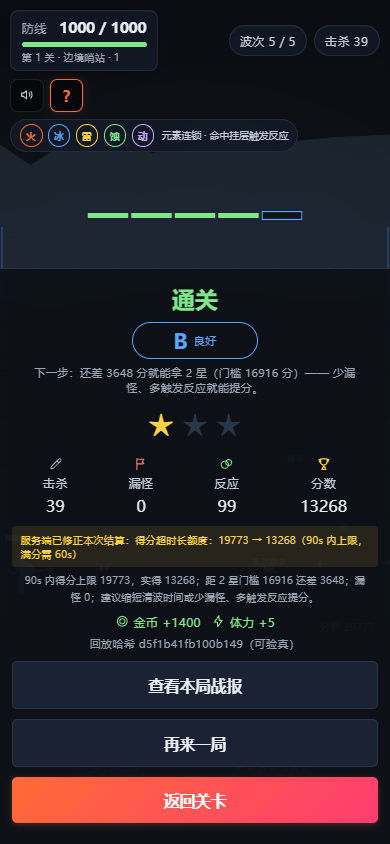 防线 1000 / 1000
第 1 关 · 边境哨站 · 1
波次 5 / 5
击杀 39
?
火 冰 雷 蚀 动 元素连锁 · 命中挂层触发反应
通关
B 良好
下一步：还差 3648 分就能拿 2 星（门槛 16916 分）—— 少漏
怪、多触发反应就能提分。
击杀 漏怪 反应 分数
39 0 99 13268
服务端已修正本次结算：得分超时长额度：19773 → 13268（90s 内上限，
满分需 60s）
90s 内得分上限 19773，实得 13268；距 2 星门槛 16916 还差 3648；漏
怪 0；建议缩短清波时间或少漏怪、多触发反应提分。
金币 +1400 体力 +5
回放哈希 d5f1b41fb100b149（可验真）
查看本局战报
再来一局
返回关卡